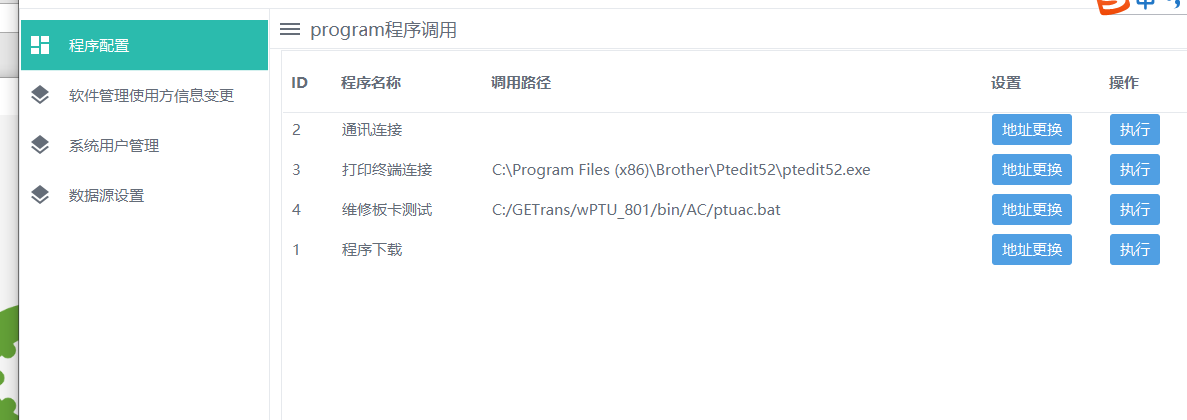 中
程序配置
软件管理使用方信息变更
系统用户管理
数据源设置
program程序调用
ID 程序名称 调用路径 设置 操作
2 通讯连接 地址更换 执行
3 打印终端连接 C:\Program Files (x86)\Brother\Ptedit52\ptedit52.exe 地址更换 执行
4 维修板卡测试 C:/GETrans/wPTU_801/bin/AC/ptuac.bat 地址更换 执行
1 程序下载 地址更换 执行